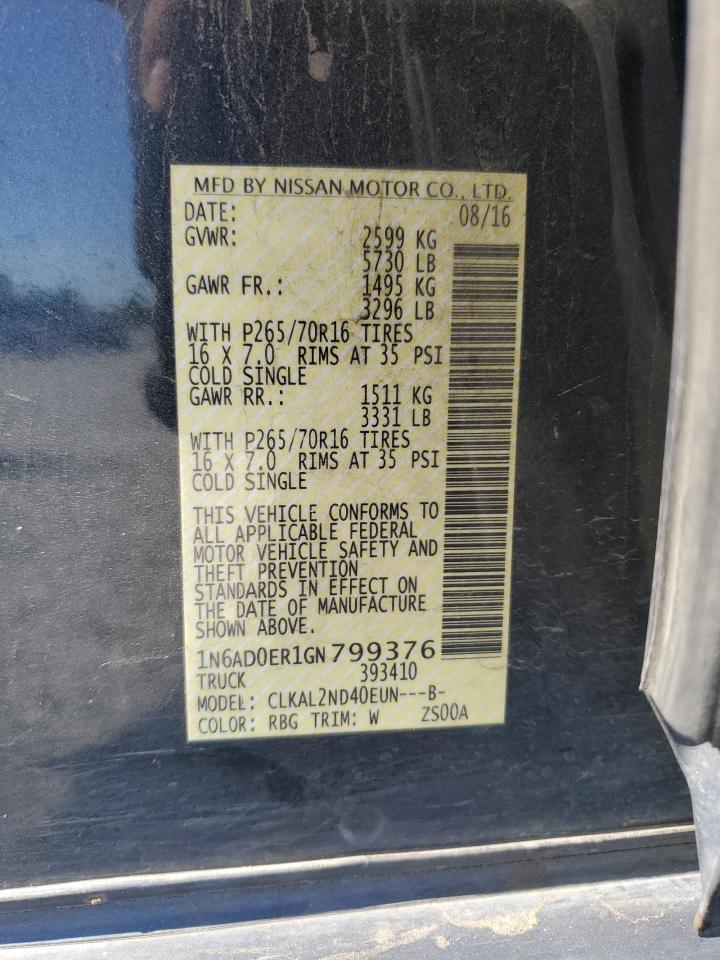 MFD BY NISSAN MOTOR CO., LTD.
DATE: 08/16
GVWR: 2599 KG
5730 LB
GAWR FR.: 1495 KG
3296 LB
WITH P265/70R16 TIRES
16 X 7.0 RIMS AT 35 PSI
COLD SINGLE
GAWR RR.: 1511 KG
3331 LB
WITH P265/70R16 TIRES
16 X 7.0 RIMS AT 35 PSI
COLD SINGLE
THIS VEHICLE CONFORMS TO
ALL APPLICABLE FEDERAL
MOTOR VEHICLE SAFETY AND
THEFT PREVENTION
STANDARDS IN EFFECT ON
THE DATE OF MANUFACTURE
SHOWN ABOVE.
1N6AD0ER1GN799376
TRUCK 393410
MODEL: CLKAL2ND40EUN---B-
COLOR: RBG TRIM: W ZS00A